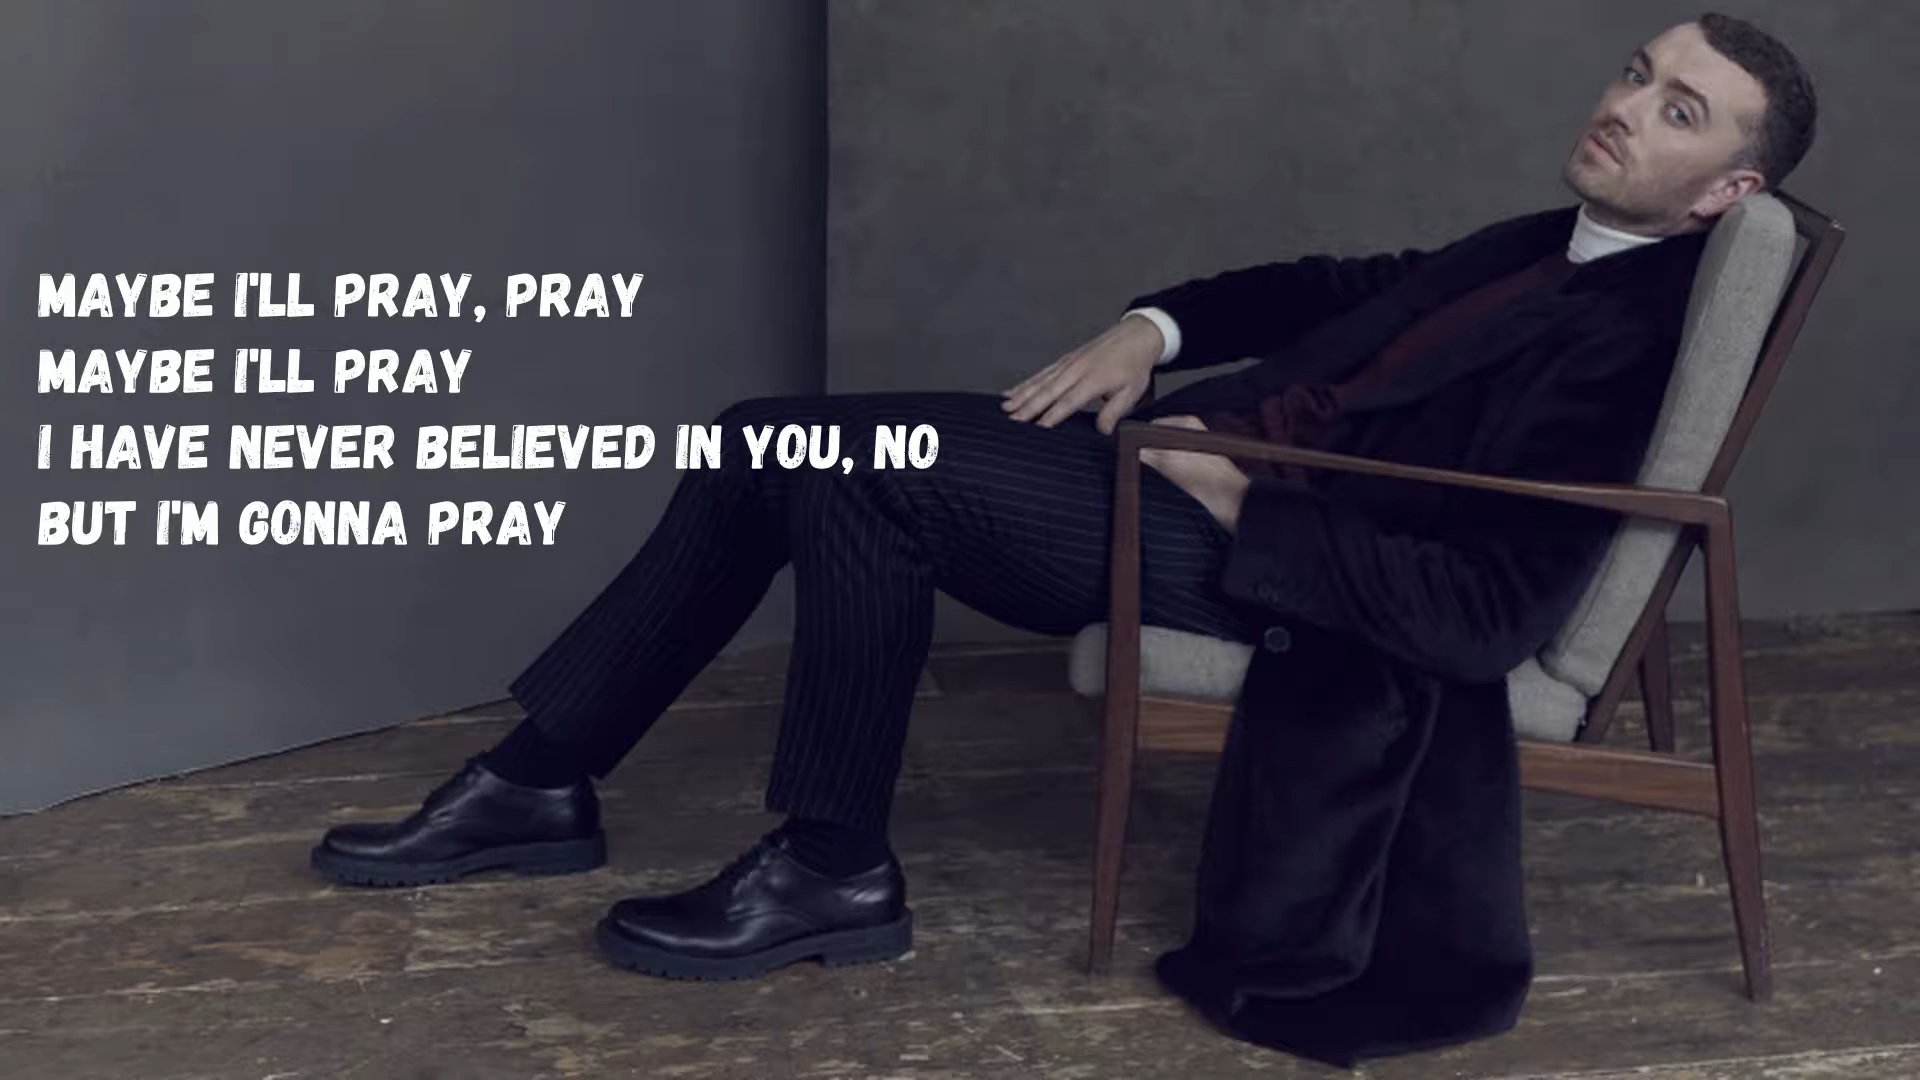 MAYBE I'LL PRAY, PRAY
MAYBE I'LL PRAY
I HAVE NEVER BELIEVED IN YOU, NO
BUT I'M GONNA PRAY